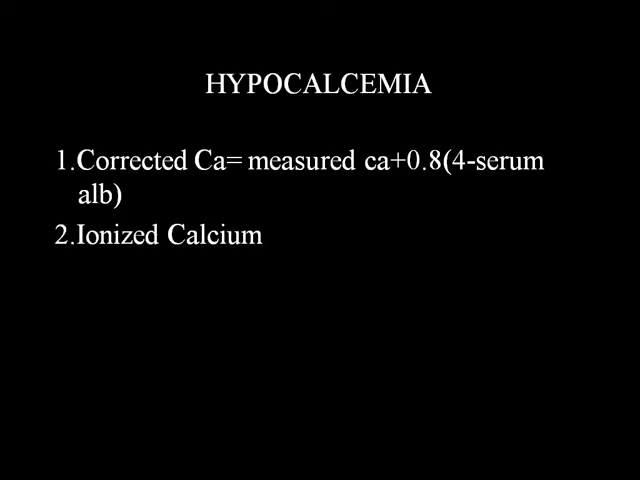 HYPOCALCEMIA
1.Corrected Ca= measured ca+0.8(4-serum
alb)
2.Ionized Calcium